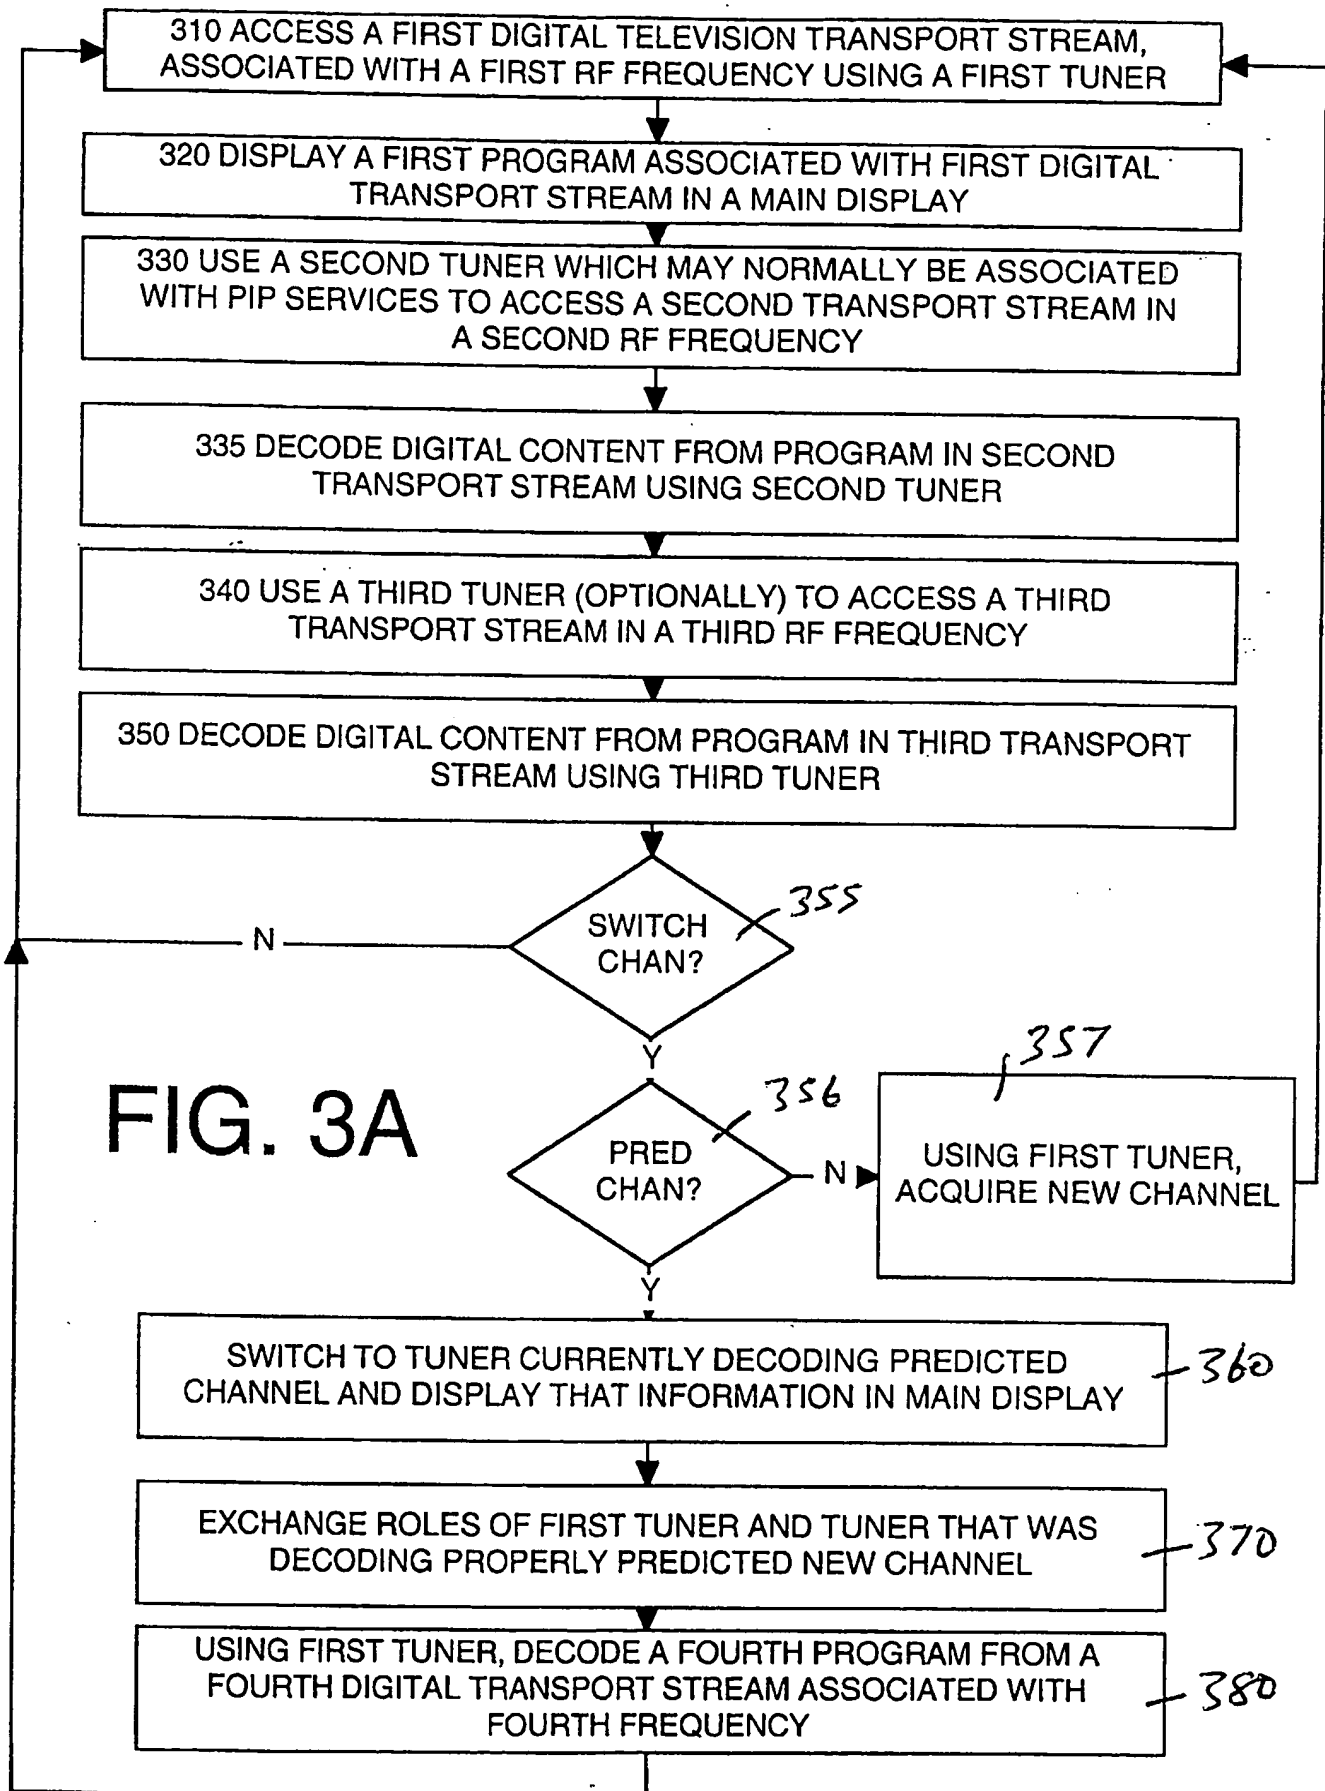 310 ACCESS A FIRST DIGITAL TELEVISION TRANSPORT STREAM,
ASSOCIATED WITH A FIRST RF FREQUENCY USING A FIRST TUNER
320 DISPLAY A FIRST PROGRAM ASSOCIATED WITH FIRST DIGITAL
TRANSPORT STREAM IN A MAIN DISPLAY
330 USE A SECOND TUNER WHICH MAY NORMALLY BE ASSOCIATED
WITH PIP SERVICES TO ACCESS A SECOND TRANSPORT STREAM IN
A SECOND RF FREQUENCY
335 DECODE DIGITAL CONTENT FROM PROGRAM IN SECOND
TRANSPORT STREAM USING SECOND TUNER
340 USE A THIRD TUNER (OPTIONALLY) TO ACCESS A THIRD
TRANSPORT STREAM IN A THIRD RF FREQUENCY
350 DECODE DIGITAL CONTENT FROM PROGRAM IN THIRD TRANSPORT
STREAM USING THIRD TUNER
355
SWITCH
CHAN?
N
Y
357
356
FIG. 3A
PRED
CHAN?
N
USING FIRST TUNER,
ACQUIRE NEW CHANNEL
Y
SWITCH TO TUNER CURRENTLY DECODING PREDICTED
CHANNEL AND DISPLAY THAT INFORMATION IN MAIN DISPLAY
360
EXCHANGE ROLES OF FIRST TUNER AND TUNER THAT WAS
DECODING PROPERLY PREDICTED NEW CHANNEL
370
USING FIRST TUNER, DECODE A FOURTH PROGRAM FROM A
FOURTH DIGITAL TRANSPORT STREAM ASSOCIATED WITH
FOURTH FREQUENCY
380